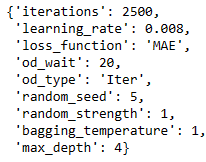 {'iterations': 2500,
'learning_rate': 0.008,
'loss_function': 'MAE',
'od_wait': 20,
'od_type': 'Iter',
'random_seed': 5,
'random_strength': 1,
'bagging_temperature': 1,
'max_depth': 4}